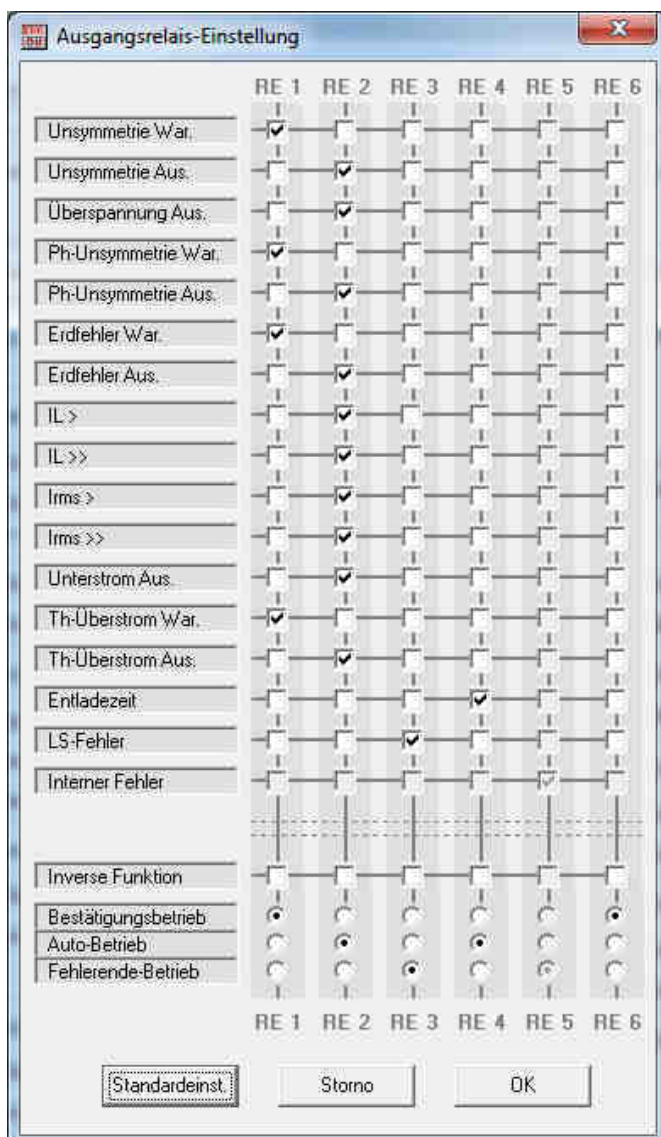 Ausgangsrelais-Einstellung
RE 1 RE 2 RE 3 RE 4 RE 5 RE 6
Unsymmetrie War.
Unsymmetrie Aus.
Überspannung Aus.
Ph-Unsymmetrie War.
Ph-Unsymmetrie Aus.
Erdfehler War.
Erdfehler Aus.
IL >
IL >>
Irms >
Irms >>
Unterstrom Aus.
Th-Überstrom War.
Th-Überstrom Aus.
Entladezeit
LS-Fehler
Interner Fehler
Inverse Funktion
Bestätigungsbetrieb
Auto-Betrieb
Fehlerende-Betrieb
RE 1 RE 2 RE 3 RE 4 RE 5 RE 6
Standardeinst. Storno OK